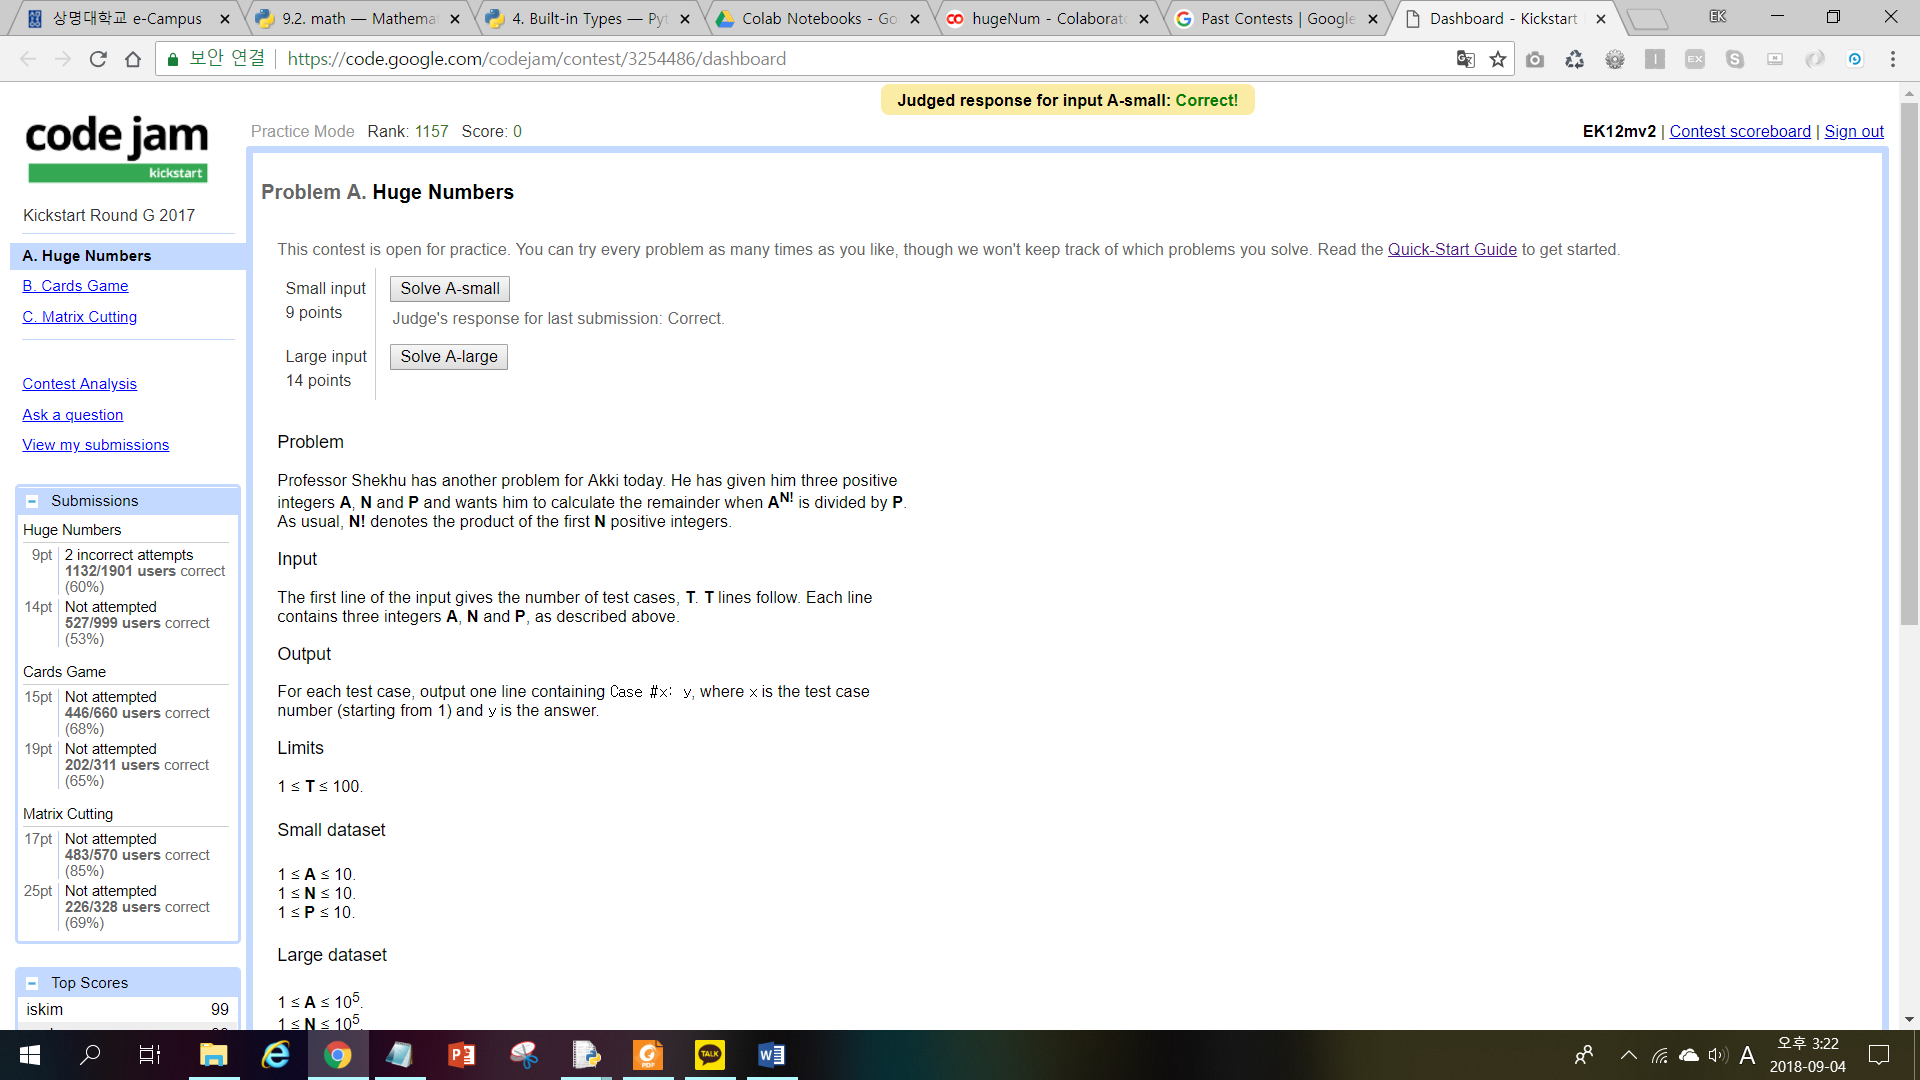 상명대학교 e-Campus
9.2. math — Mathema
4. Built-in Types — Pyt
Colab Notebooks - Go
hugeNum - Colaborato
Past Contests | Google
Dashboard - Kickstart
EK
보안 연결
https://code.google.com/codejam/contest/3254486/dashboard
Judged response for input A-small: Correct!
code jam
kickstart
Practice Mode Rank: 1157 Score: 0
EK12mv2 | Contest scoreboard | Sign out
Kickstart Round G 2017
A. Huge Numbers
B. Cards Game
C. Matrix Cutting
Contest Analysis
Ask a question
View my submissions
Submissions
Huge Numbers
9pt 2 incorrect attempts
1132/1901 users correct
(60%)
14pt Not attempted
527/999 users correct
(53%)
Cards Game
15pt Not attempted
446/660 users correct
(68%)
19pt Not attempted
202/311 users correct
(65%)
Matrix Cutting
17pt Not attempted
483/570 users correct
(85%)
25pt Not attempted
226/328 users correct
(69%)
Top Scores
iskim 99
Problem A. Huge Numbers
This contest is open for practice. You can try every problem as many times as you like, though we won't keep track of which problems you solve. Read the Quick-Start Guide to get started.
Small input
9 points
Solve A-small
Judge's response for last submission: Correct.
Large input
14 points
Solve A-large
Problem
Professor Shekhu has another problem for Akki today. He has given him three positive
integers A, N and P and wants him to calculate the remainder when A^N! is divided by P.
As usual, N! denotes the product of the first N positive integers.
Input
The first line of the input gives the number of test cases, T. T lines follow. Each line
contains three integers A, N and P, as described above.
Output
For each test case, output one line containing Case #x: y, where x is the test case
number (starting from 1) and y is the answer.
Limits
1 ≤ T ≤ 100.
Small dataset
1 ≤ A ≤ 10.
1 ≤ N ≤ 10.
1 ≤ P ≤ 10.
Large dataset
1 ≤ A ≤ 10^5.
1 ≤ N ≤ 10^5.
A
오후 3:22
2018-09-04